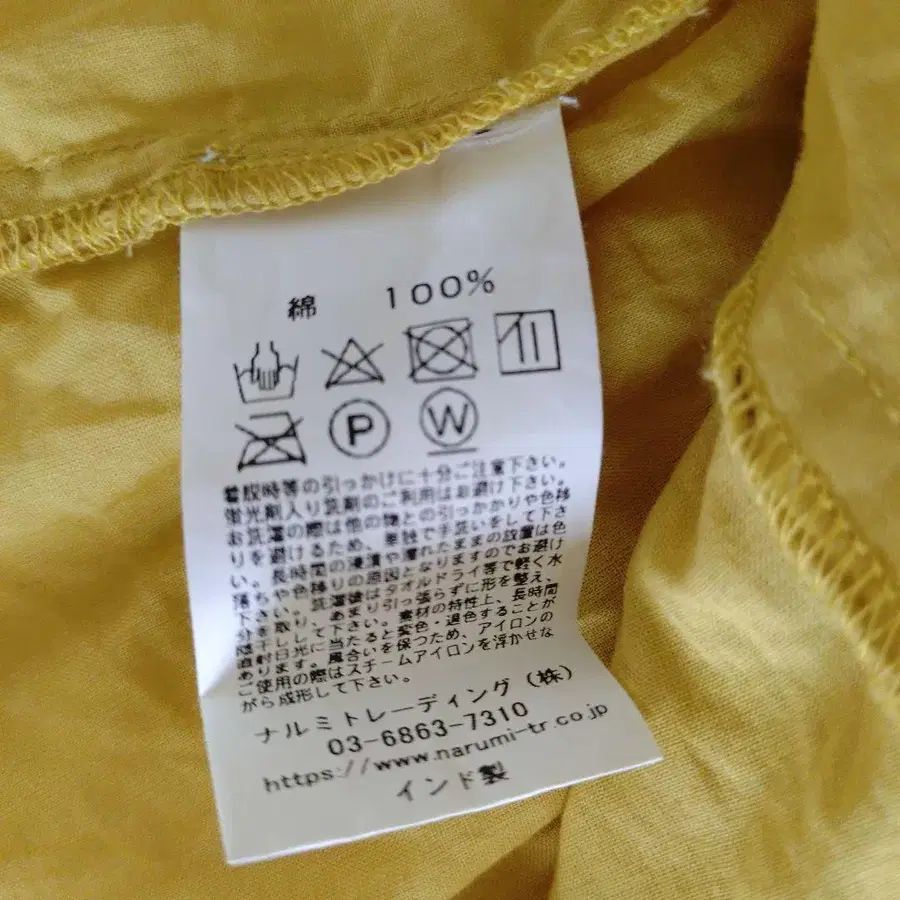 綿 100%
P W
着脱時等の引っかけに十分ご注意下さい。
蛍光剤入り洗剤のご利用はお避け下さい。
お洗濯の際は他の物との引っかかりや色移
りを避けるため、単独で手洗いをして下さ
い。長時間の浸漬や濡れたままの放置は色
落ちや色移りの原因となりますのでお避け
下さい。洗濯後はタオルドライ等で軽く水
分を取り、あまり引っ張らずに形を整え、
陰干しして下さい。素材の特性上、長時間
直射日光に当たると変色・退色することが
あります。風合いを保つため、アイロンの
ご使用の際はスチームアイロンを浮かせな
がら成形して下さい。
ナルミトレーディング(株)
03-6863-7310
https://www.narumi-tr.co.jp
インド製